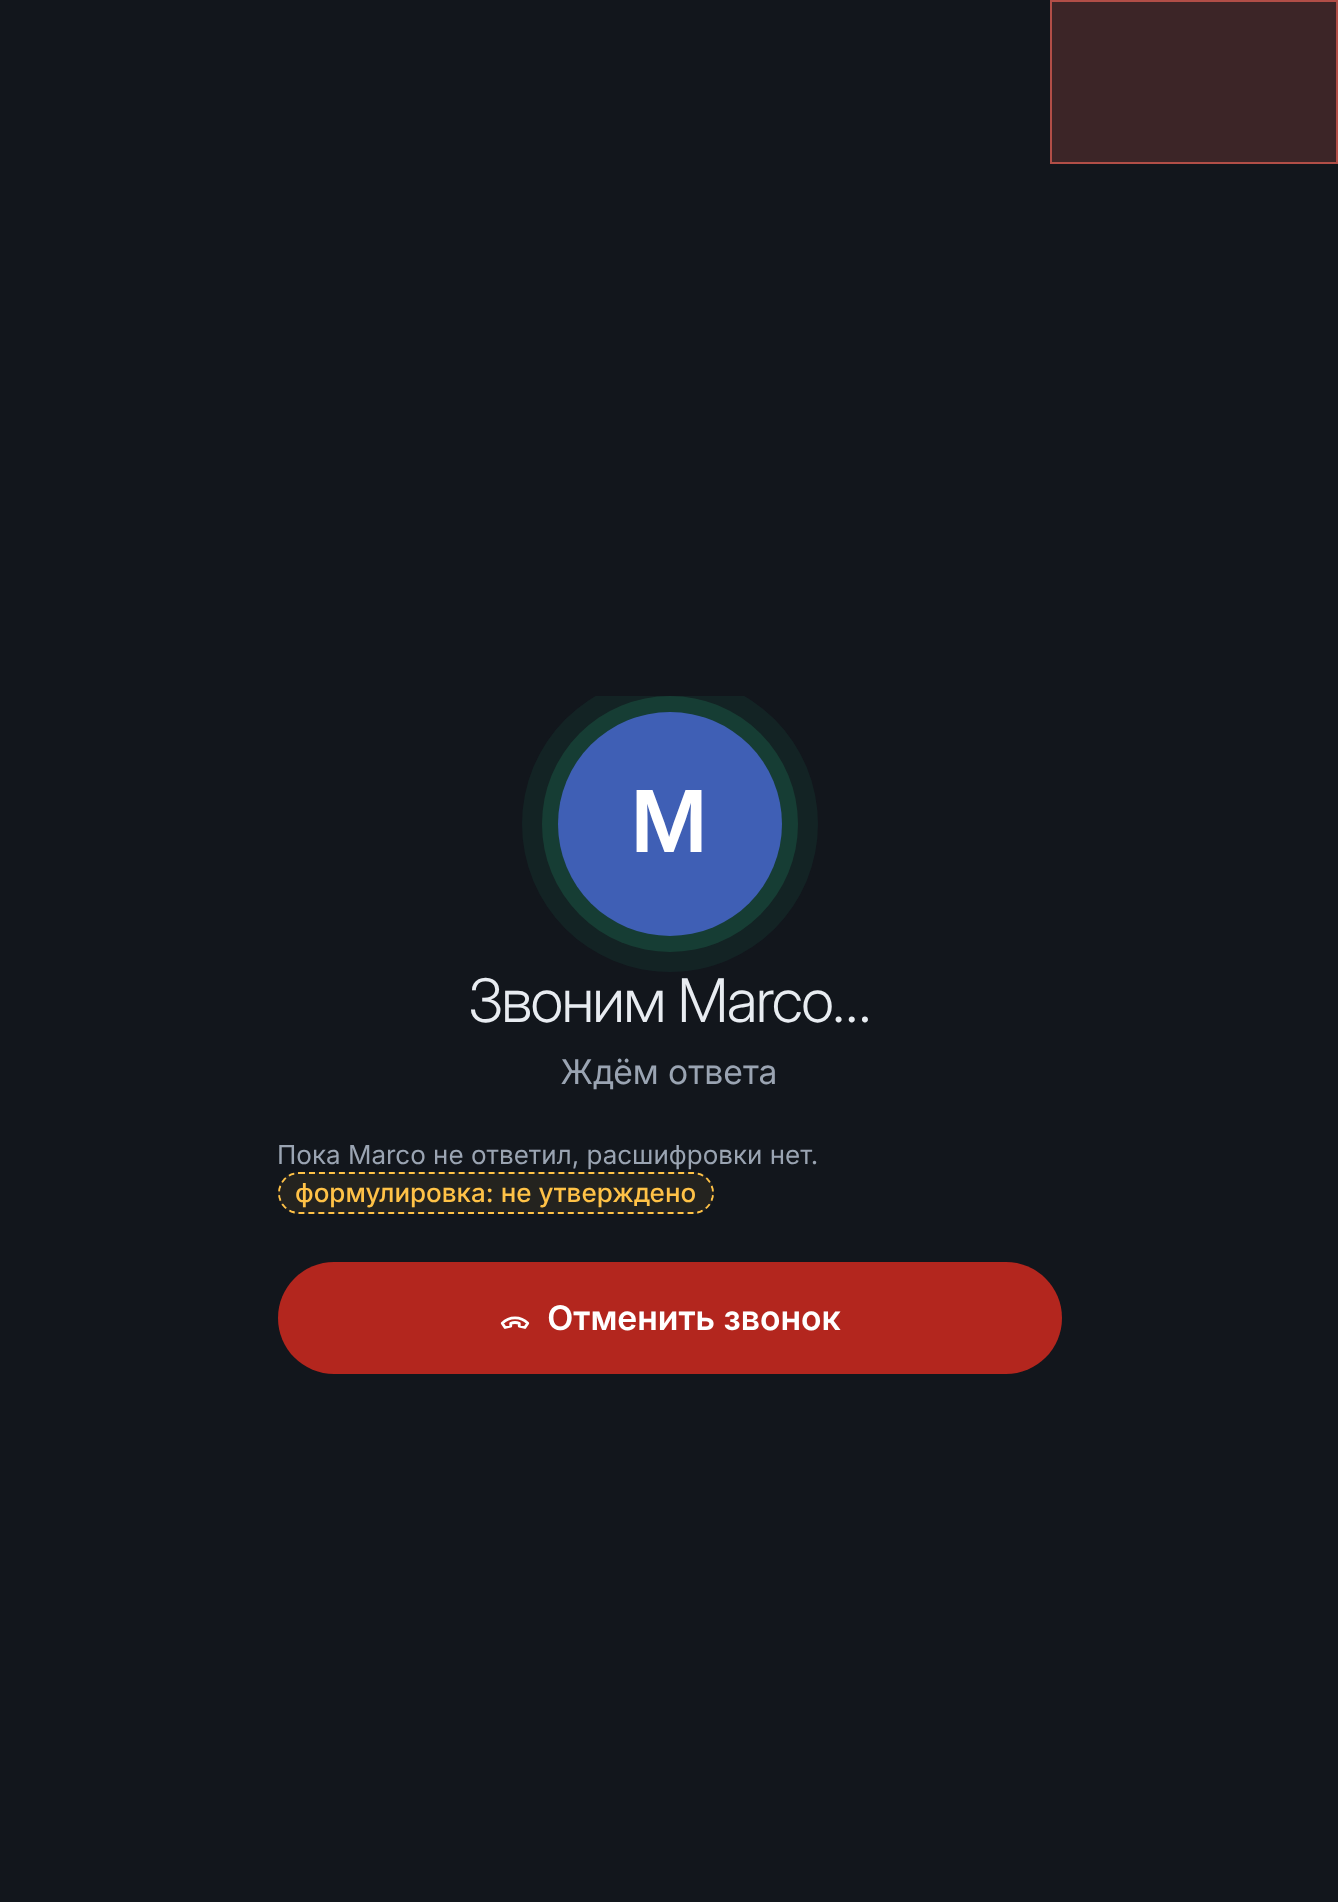 M
Звоним Marco...
Ждём ответа
Пока Marco не ответил, расшифровки нет.
формулировка: не утверждено
Отменить звонок